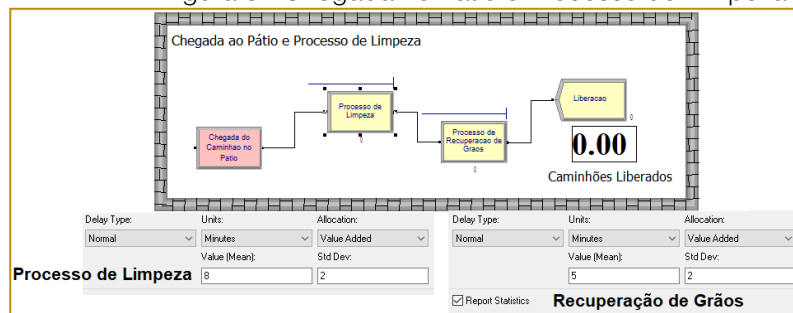 Chegada ao Pátio e Processo de Limpeza
Processo de
Limpeza
0
Liberacao
0
Chegada do
Caminhao no
Patio
Processo de
Recuperacao de
Graos
0
0.00
Caminhões Liberados
Delay Type:
Units:
Allocation:
Normal
Minutes
Value Added
Value (Mean):
Std Dev:
Processo de Limpeza
8
2
Delay Type:
Units:
Allocation:
Normal
Minutes
Value Added
Value (Mean):
Std Dev:
5
2
Report Statistics
Recuperação de Grãos